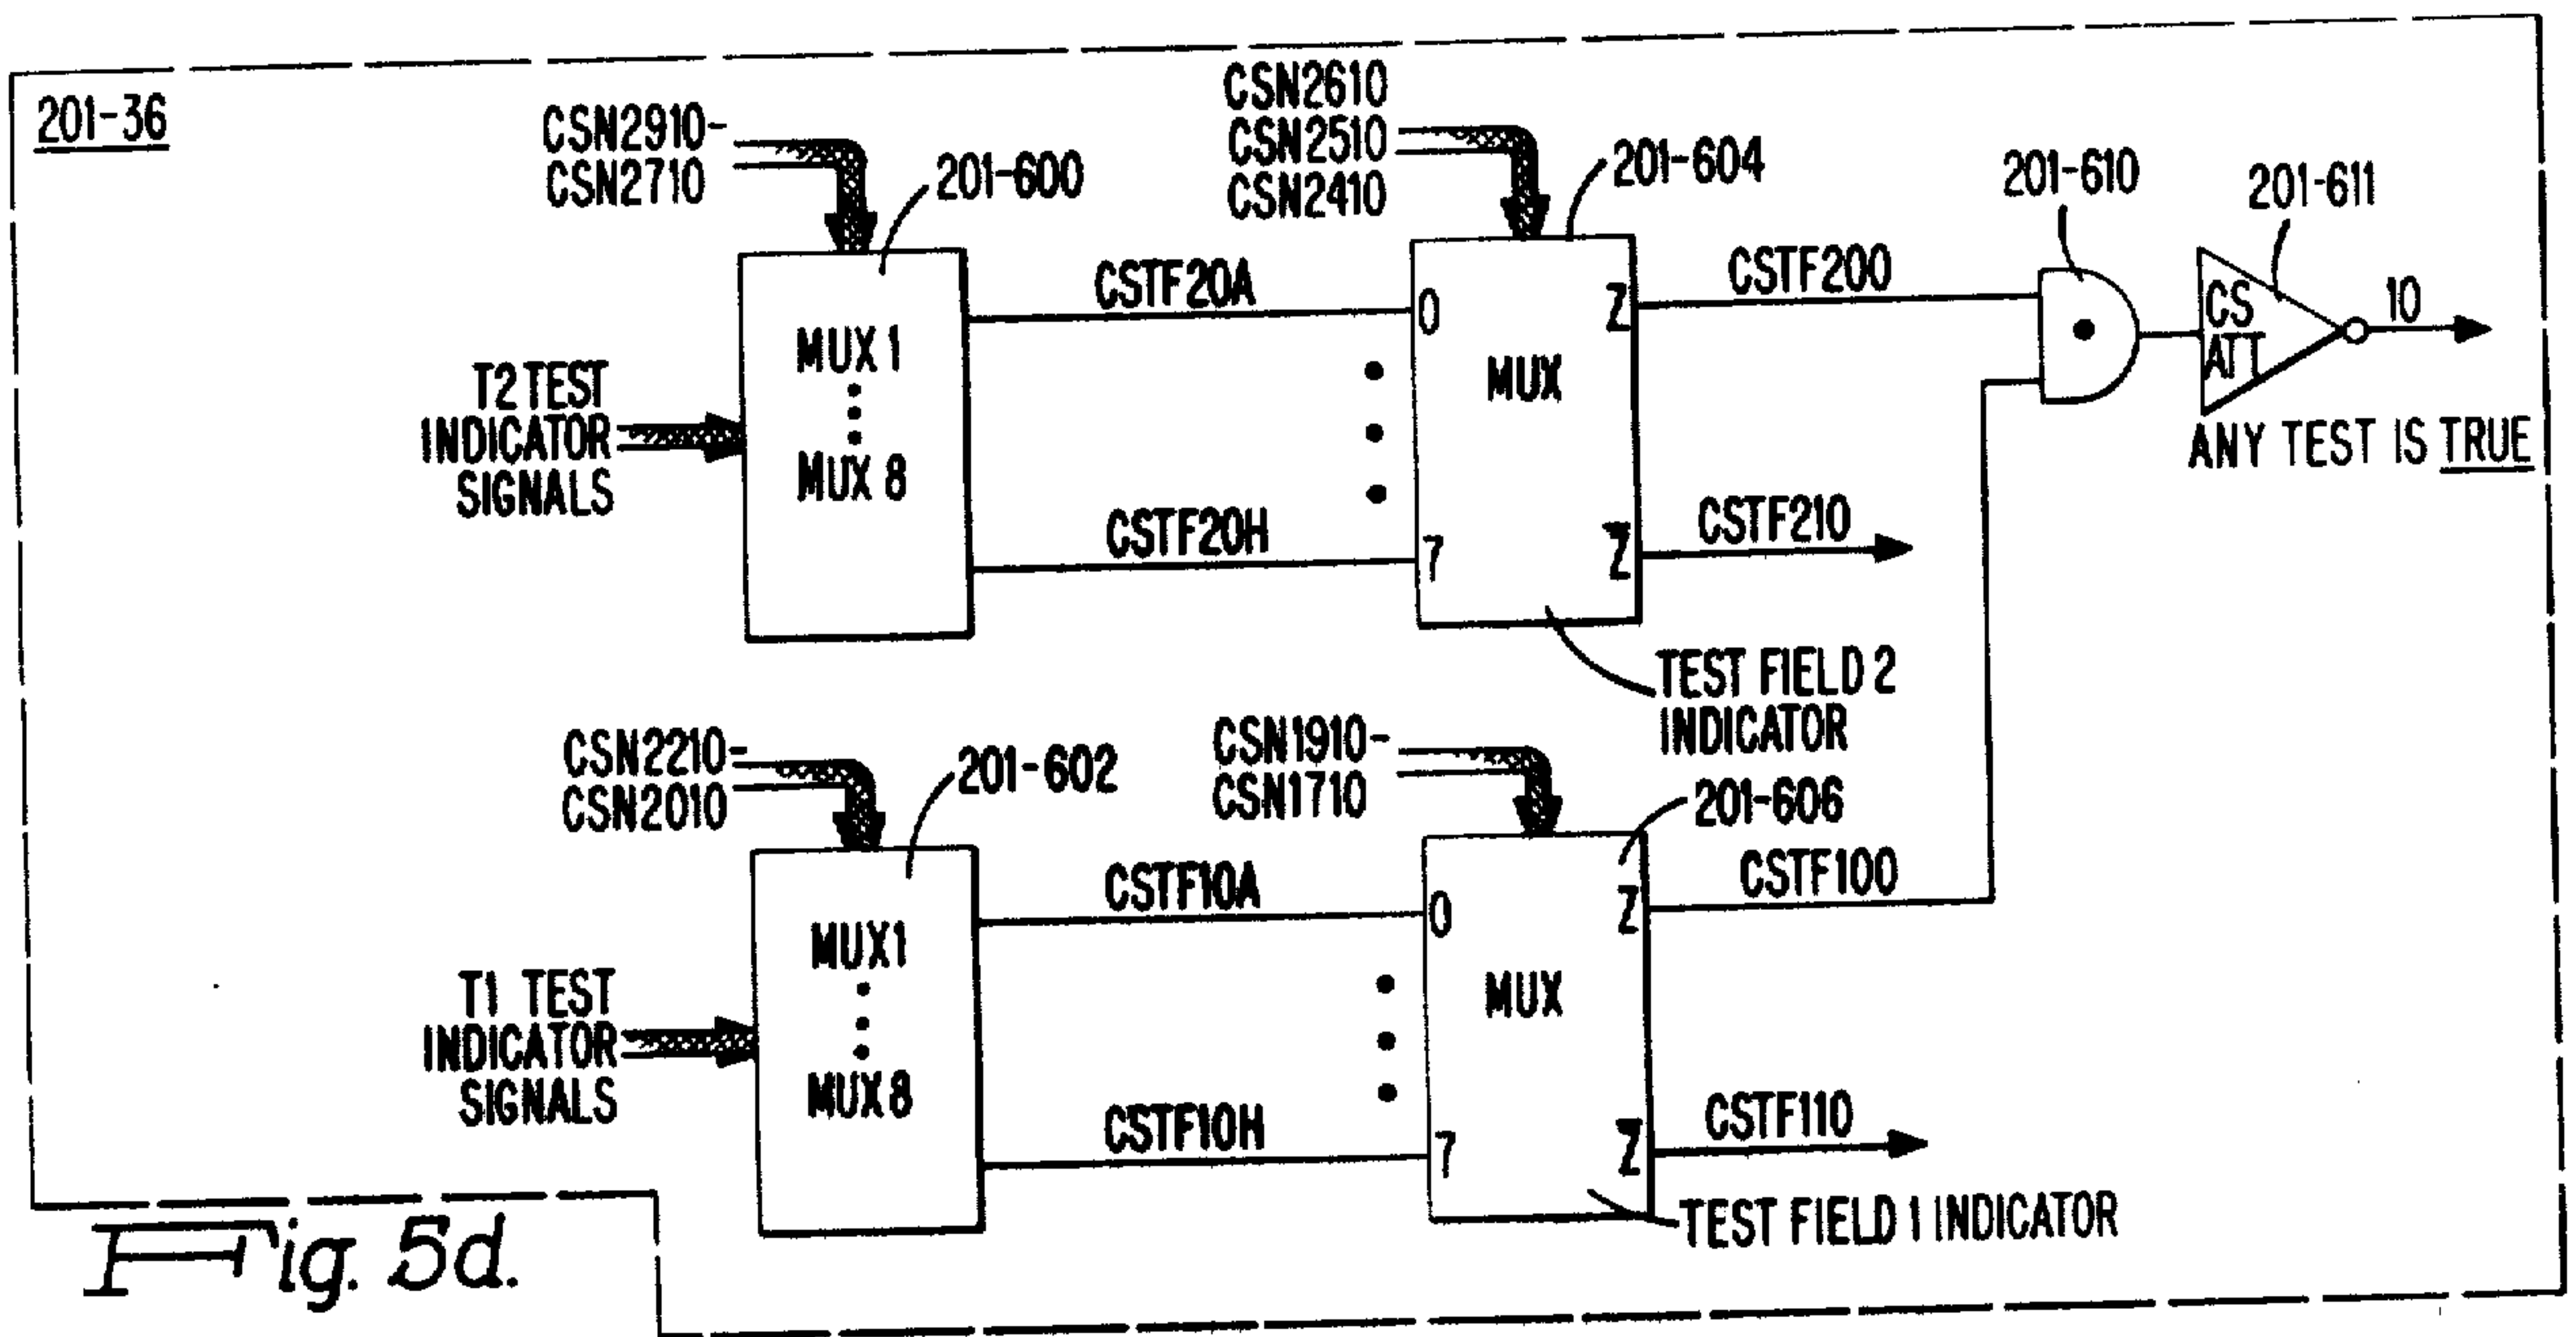 201-36
CSN2910-
CSN2710
201-600
CSN2610
CSN2510
CSN2410
201-604
201-610
201-611
T2 TEST
INDICATOR
SIGNALS
MUX 1
MUX 8
CSTF20A
CSTF20H
0
7
MUX
Z
Z̅
CSTF200
CSTF210
CS
ATT
10
ANY TEST IS TRUE
TEST FIELD 2
INDICATOR
CSN2210-
CSN2010
201-602
CSN1910-
CSN1710
201-606
T1 TEST
INDICATOR
SIGNALS
MUX1
MUX8
CSTF10A
CSTF10H
0
7
MUX
Z
Z̅
CSTF100
CSTF110
TEST FIELD 1 INDICATOR
Fig. 5d.